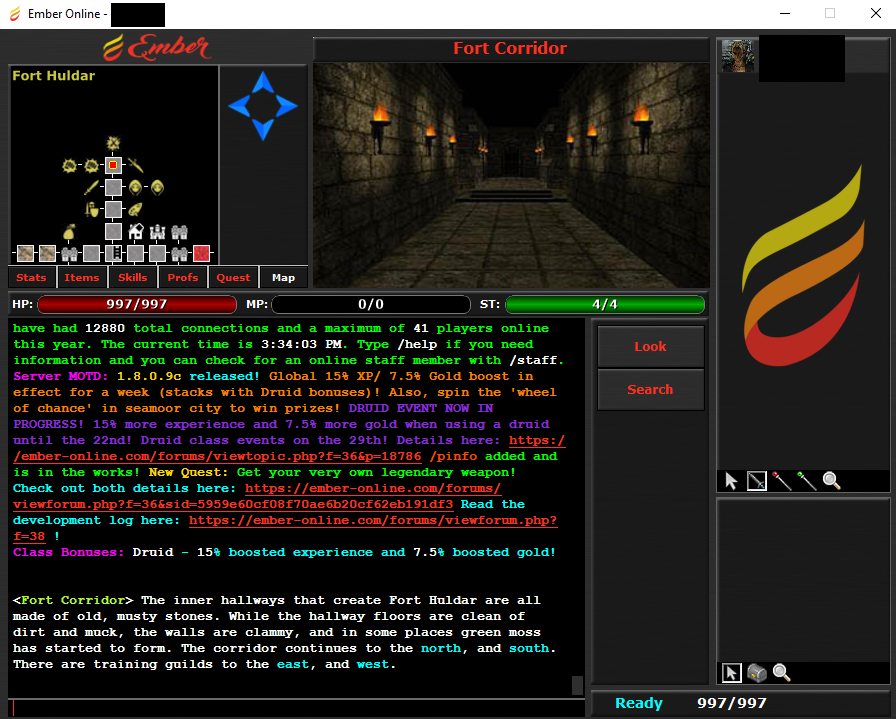 Ember Online -
Ember
Fort Huldar
Fort Corridor
Stats Items Skills Profs Quest Map
HP: 997/997 MP: 0/0 ST: 4/4
have had 12880 total connections and a maximum of 41 players online
this year. The current time is 3:34:03 PM. Type /help if you need
information and you can check for an online staff member with /staff.
Server MOTD: 1.8.0.9c released! Global 15% XP/ 7.5% Gold boost in
effect for a week (stacks with Druid bonuses)! Also, spin the 'wheel
of chance' in seamoor city to win prizes! DRUID EVENT NOW IN
PROGRESS! 15% more experience and 7.5% more gold when using a druid
until the 22nd! Druid class events on the 29th! Details here: https:/
/ember-online.com/forums/viewtopic.php?f=36&p=18786 /pinfo added and
is in the works! New Quest: Get your very own legendary weapon!
Check out both details here: https://ember-online.com/forums/
viewforum.php?f=36&sid=5959e60cf08f70ae6b20cf62eb191df3 Read the
development log here: https://ember-online.com/forums/viewforum.php?
f=38 !
Class Bonuses: Druid - 15% boosted experience and 7.5% boosted gold!
<Fort Corridor> The inner hallways that create Fort Huldar are all
made of old, musty stones. While the hallway floors are clean of
dirt and muck, the walls are clammy, and in some places green moss
has started to form. The corridor continues to the north, and south.
There are training guilds to the east, and west.
Look
Search
Ready 997/997